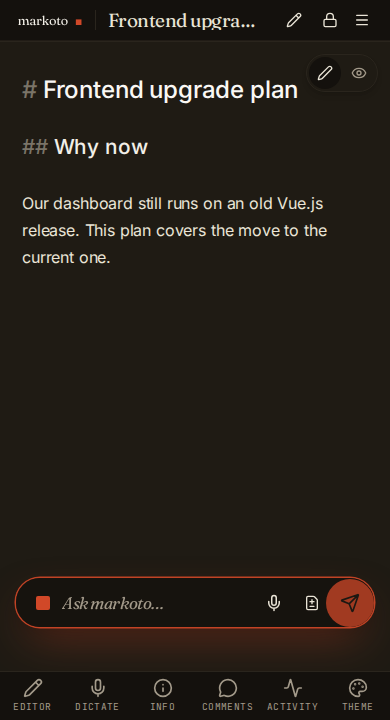 markoto
Frontend upgra...
# Frontend upgrade plan
## Why now
Our dashboard still runs on an old Vue.js
release. This plan covers the move to the
current one.
Ask markoto...
EDITOR DICTATE INFO COMMENTS ACTIVITY THEME